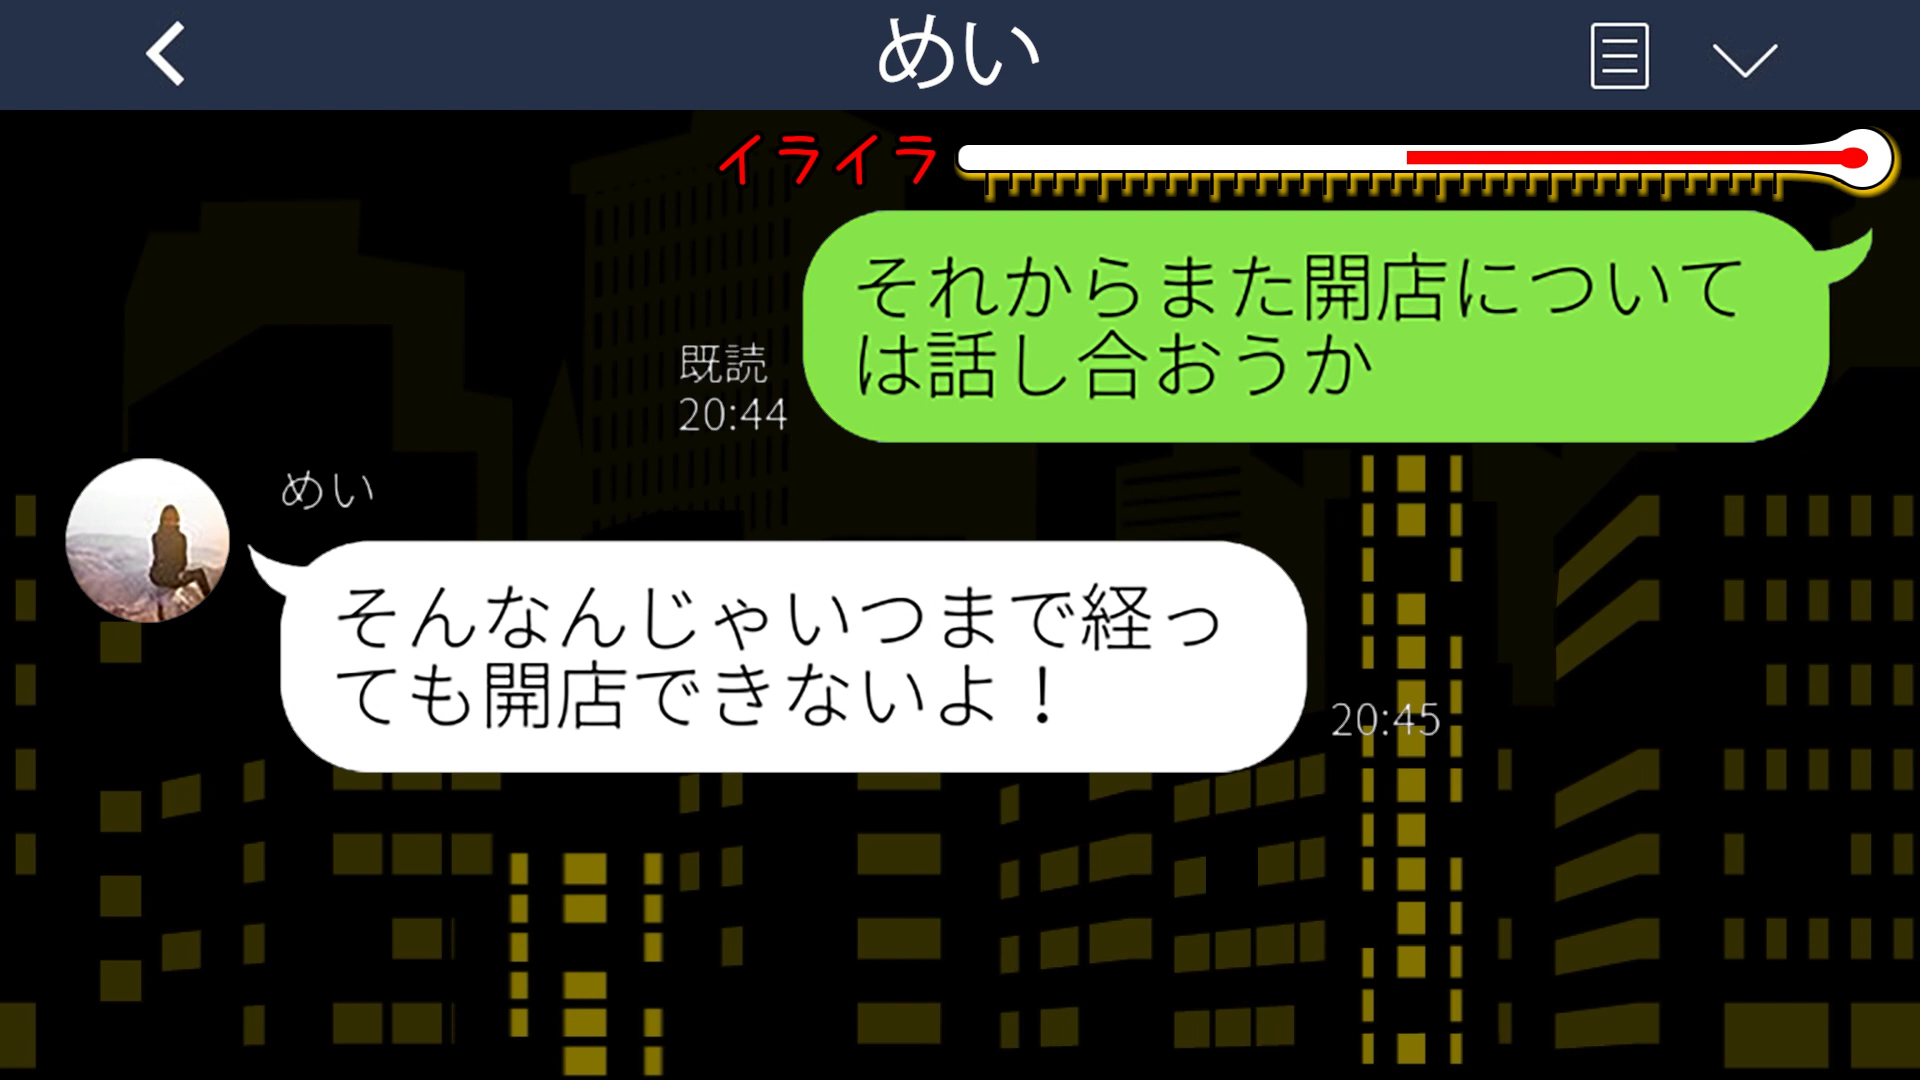 めい
イライラ
それからまた開店について
は話し合おうか
既読
20:44
めい
そんなんじゃいつまで経っ
ても開店できないよ！
20:45